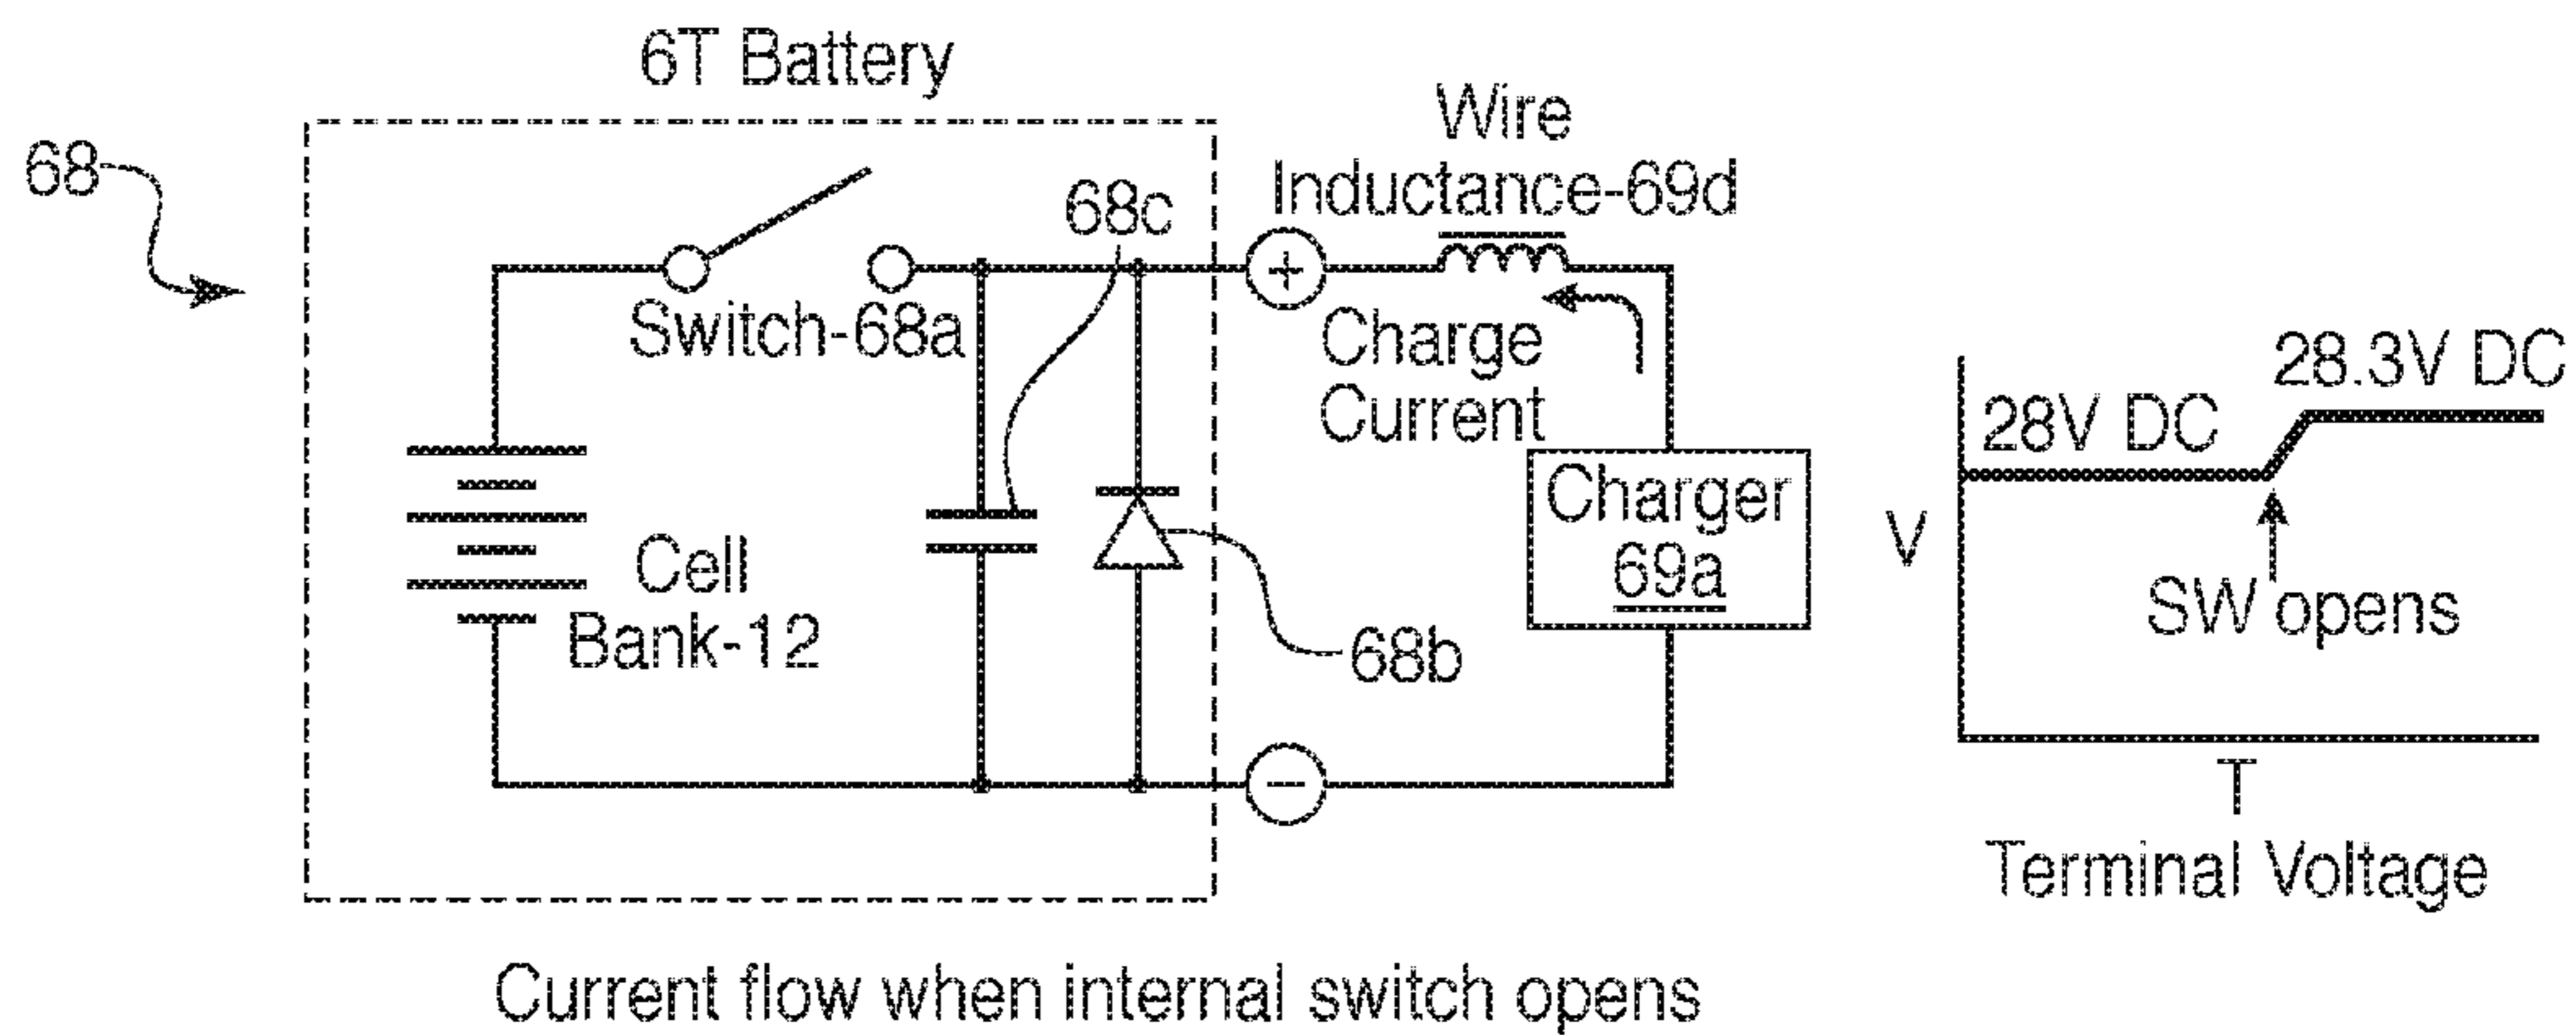 6T Battery
68
Wire
Inductance-69d
68c
+
Switch-68a
Charge
Current
Cell
Bank-12
Charger
69a
68b
−
28V DC
28.3V DC
V
SW opens
T
Terminal Voltage
Current flow when internal switch opens